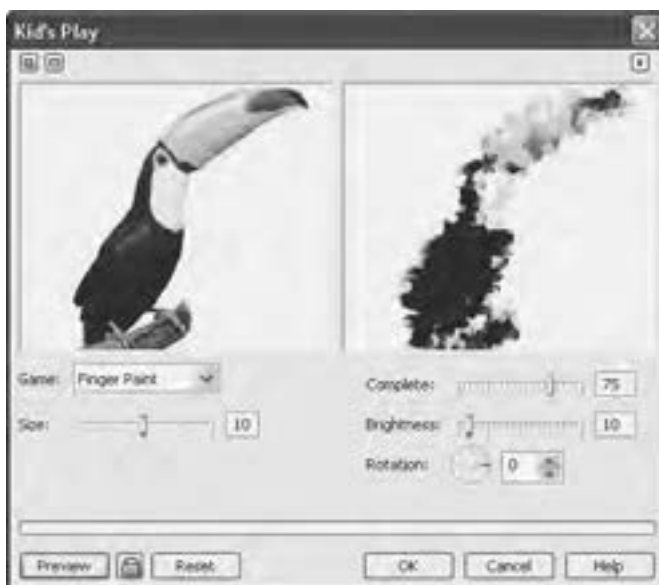 Kid's Play
Game: Finger Paint
Complete: 75
Size: 10
Brightness: 10
Rotation: 0
Preview Reset OK Cancel Help